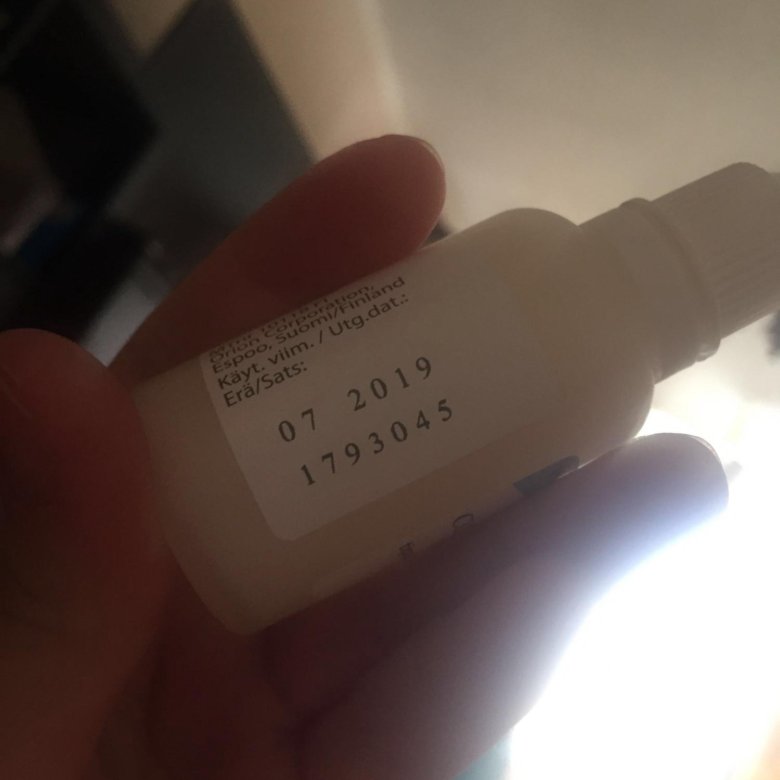 Orion Corporation,
Espoo, Suomi/Finland
Käyt. viim. / Utg.dat.:
Erä/Sats:
07 2019
1793045